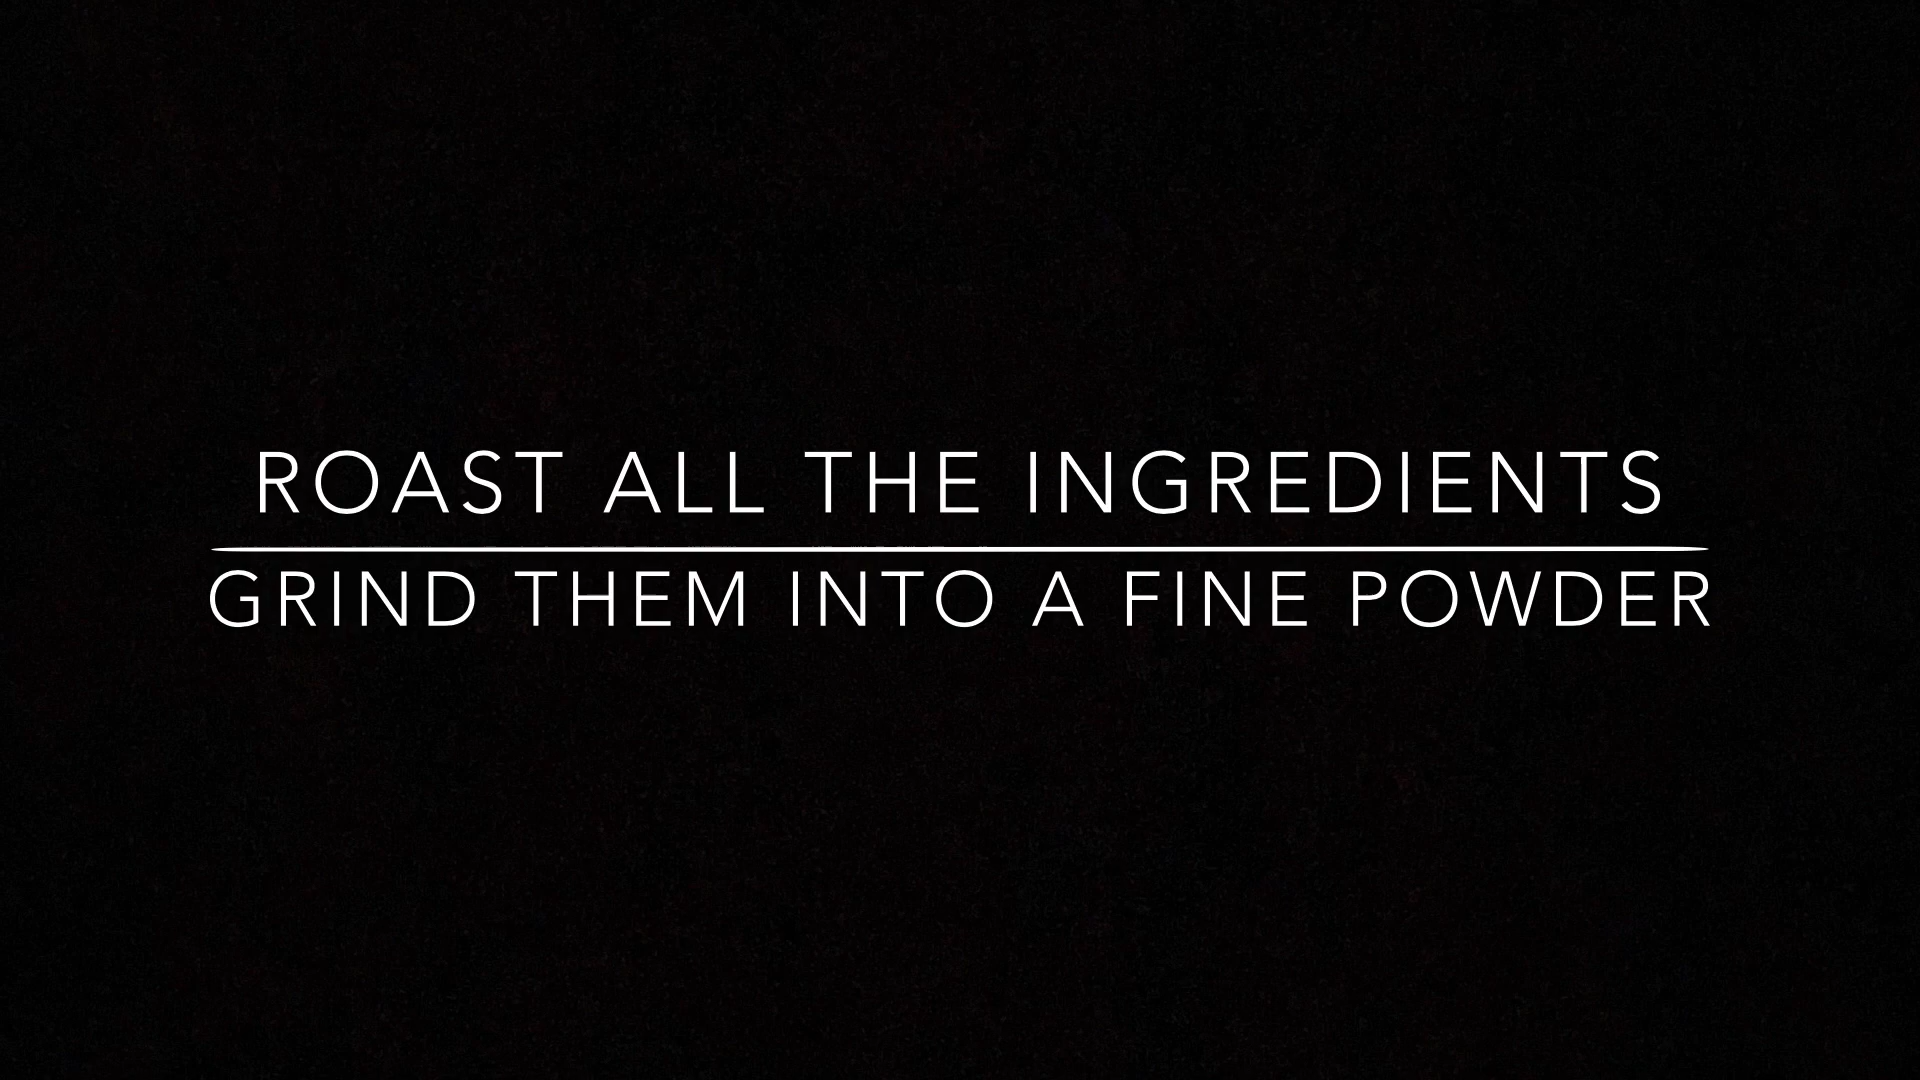 ROAST ALL THE INGREDIENTS
GRIND THEM INTO A FINE POWDER